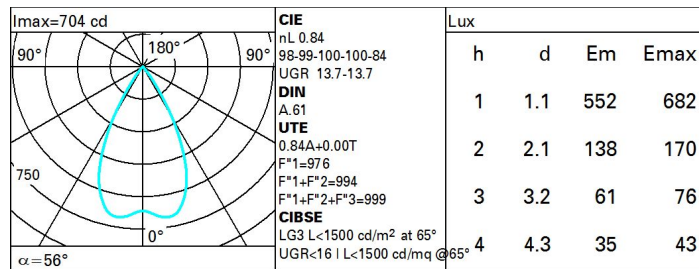 Imax=704 cd
90° 180° 90°
750
0°
α=56°
CIE
nL 0.84
98-99-100-100-84
UGR 13.7-13.7
DIN
A.61
UTE
0.84A+0.00T
F"1=976
F"1+F"2=994
F"1+F"2+F"3=999
CIBSE
LG3 L<1500 cd/m² at 65°
UGR<16 | L<1500 cd/mq @65°
Lux
h d Em Emax
1 1.1 552 682
2 2.1 138 170
3 3.2 61 76
4 4.3 35 43